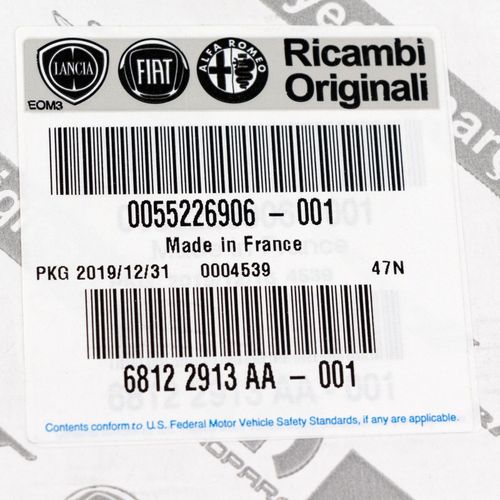 LANCIA FIAT ALFA ROMEO Ricambi
Originali
EOM3
0055226906 - 001
Made in France
PKG 2019/12/31 0004539 47N
6812 2913 AA - 001
Contents conform to U.S. Federal Motor Vehicle Safety Standards, if any are applicable.